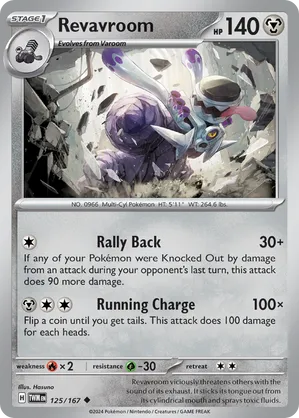 STAGE1 Revavroom HP 140
Evolves from Varoom
NO. 0966 Multi-Cyl Pokémon HT: 5'11" WT: 264.6 lbs.
Rally Back 30+
If any of your Pokémon were Knocked Out by damage
from an attack during your opponent's last turn, this attack
does 90 more damage.
Running Charge 100×
Flip a coin until you get tails. This attack does 100 damage
for each heads.
weakness ×2 resistance -30 retreat
Illus. Hasuno
H TWM EN 125/167
Revavroom viciously threatens others with the
sound of its exhaust. It sticks its tongue out from
its cylindrical mouth and sprays toxic fluids.
©2024 Pokémon / Nintendo / Creatures / GAME FREAK